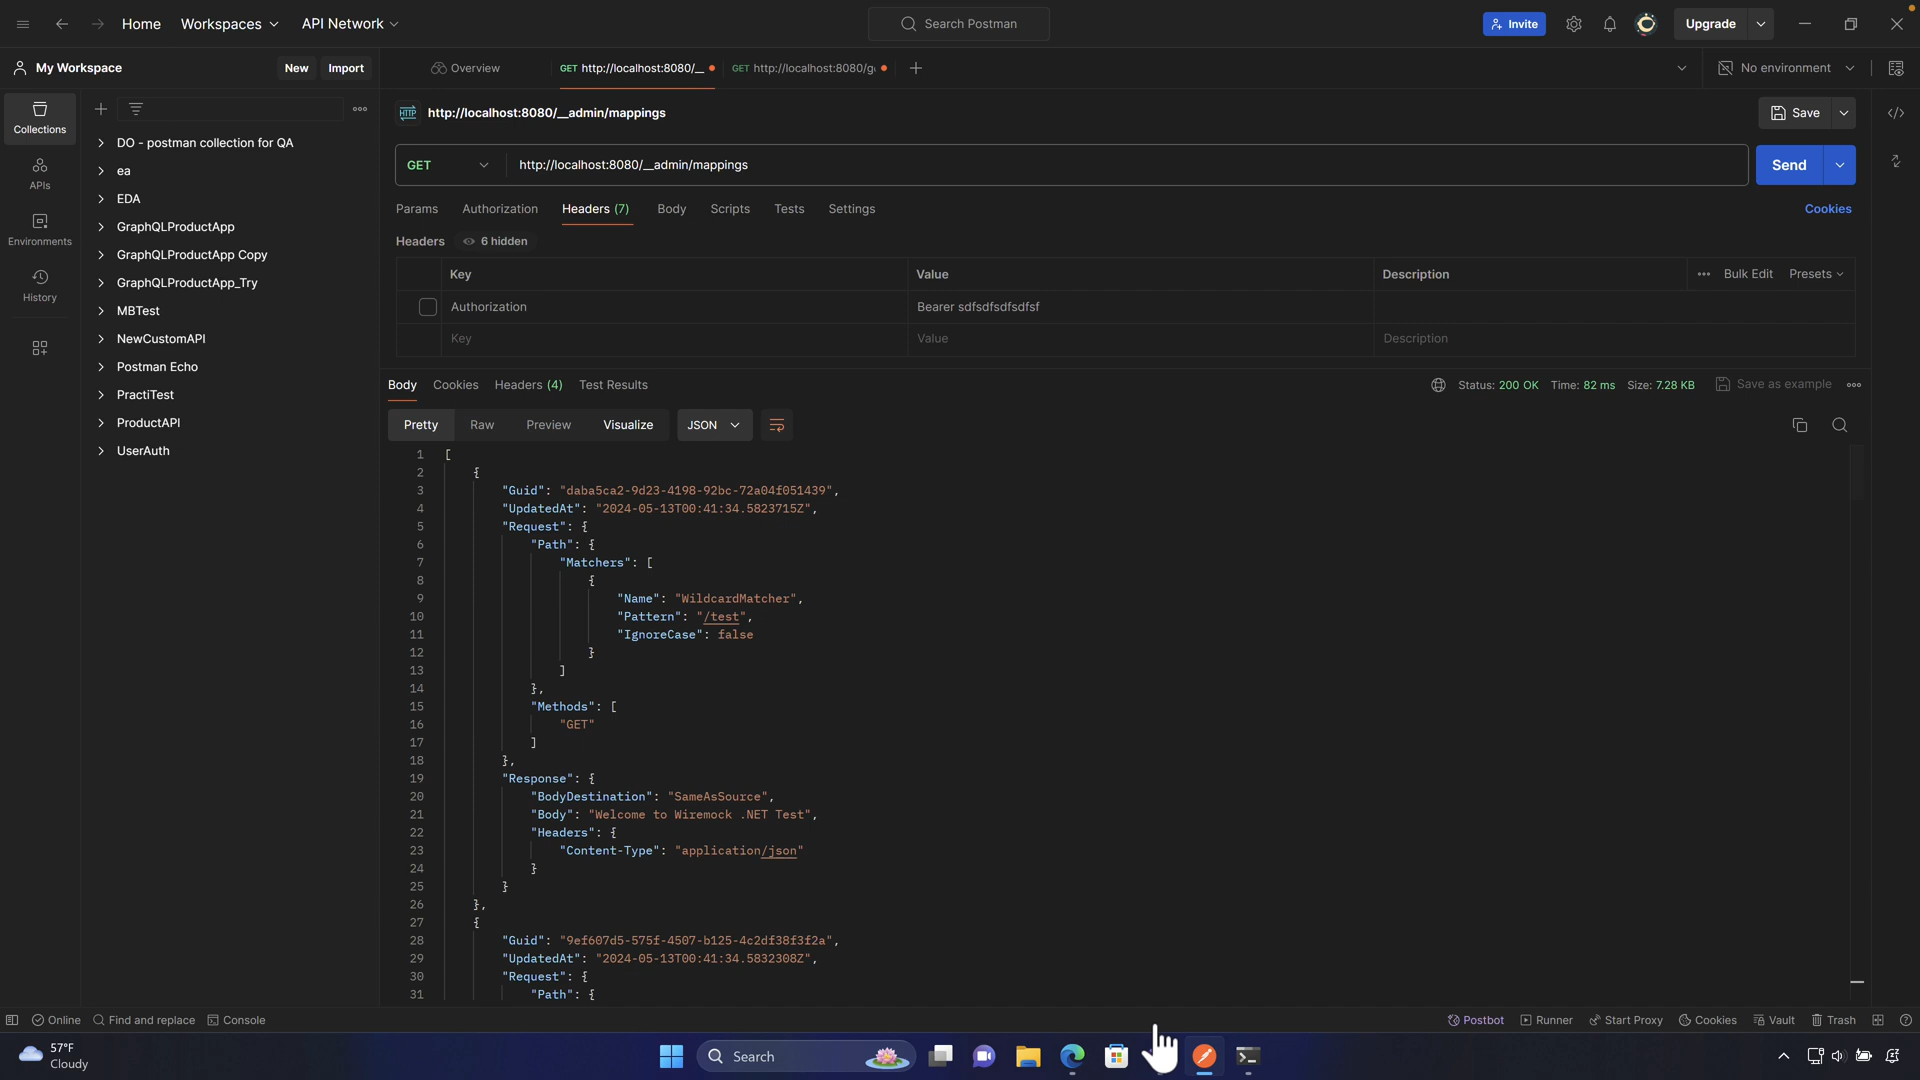 Home
Workspaces
API Network
Search Postman
Invite
Upgrade
My Workspace
New
Import
Overview
GET http://localhost:8080/__
GET http://localhost:8080/g
No environment
Collections
APIs
Environments
History
DO - postman collection for QA
ea
EDA
GraphQLProductApp
GraphQLProductApp Copy
GraphQLProductApp_Try
MBTest
NewCustomAPI
Postman Echo
PractiTest
ProductAPI
UserAuth
HTTP http://localhost:8080/__admin/mappings
Save
GET http://localhost:8080/__admin/mappings
Send
Params Authorization Headers (7) Body Scripts Tests Settings Cookies
Headers 6 hidden
Key Value Description ••• Bulk Edit Presets
Authorization Bearer sdfsdfsdfsdfsf
Key Value Description
Body Cookies Headers (4) Test Results Status: 200 OK Time: 82 ms Size: 7.28 KB Save as example
Pretty Raw Preview Visualize JSON
1 [
2 {
3 "Guid": "daba5ca2-9d23-4198-92bc-72a04f051439",
4 "UpdatedAt": "2024-05-13T00:41:34.5823715Z",
5 "Request": {
6 "Path": {
7 "Matchers": [
8 {
9 "Name": "WildcardMatcher",
10 "Pattern": "/test",
11 "IgnoreCase": false
12 }
13 ]
14 },
15 "Methods": [
16 "GET"
17 ]
18 },
19 "Response": {
20 "BodyDestination": "SameAsSource",
21 "Body": "Welcome to Wiremock .NET Test",
22 "Headers": {
23 "Content-Type": "application/json"
24 }
25 }
26 },
27 {
28 "Guid": "9ef607d5-575f-4507-b125-4c2df38f3f2a",
29 "UpdatedAt": "2024-05-13T00:41:34.5832308Z",
30 "Request": {
31 "Path": {
Online Find and replace Console Postbot Runner Start Proxy Cookies Vault Trash
57°F
Cloudy
Search